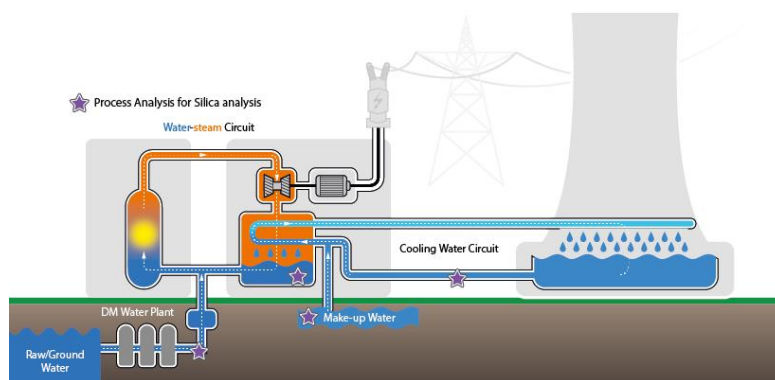 Process Analysis for Silica analysis
Water-steam Circuit
Cooling Water Circuit
DM Water Plant
Make-up Water
Raw/Ground
Water